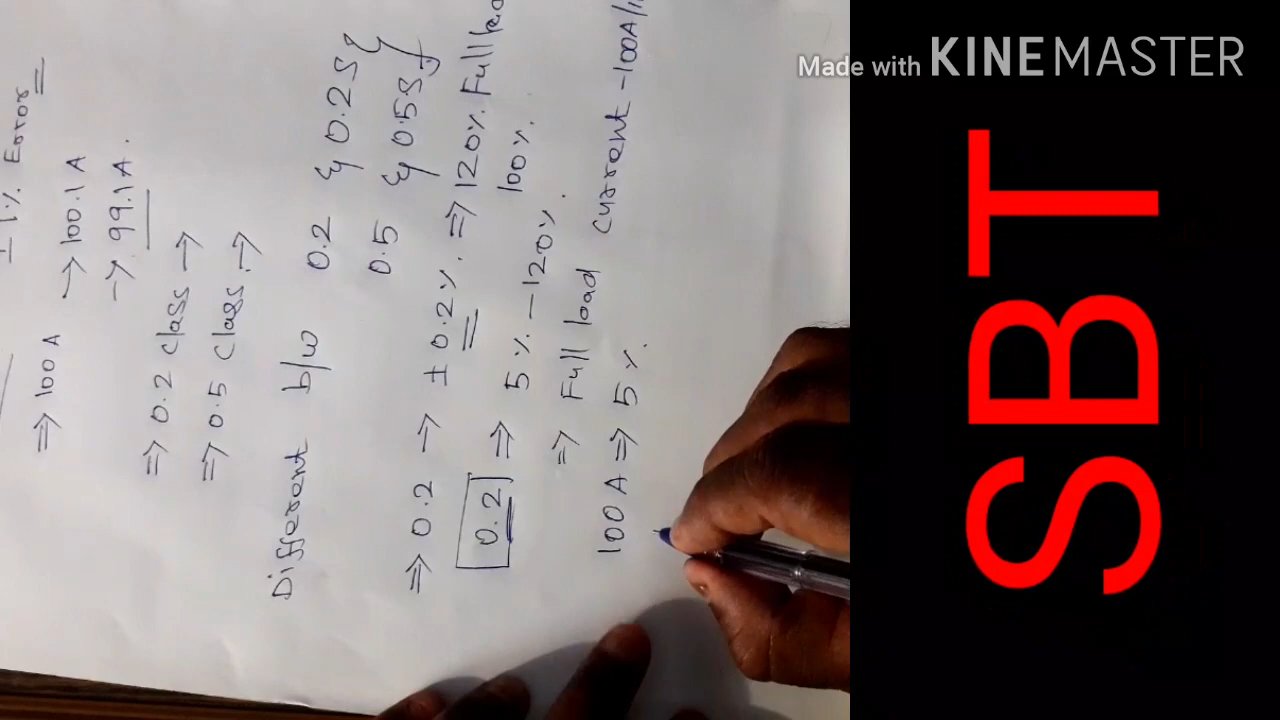 ± 1% Error
⇒ 100 A → 100.1 A
→ 99.1 A.
⇒ 0.2 class →
⇒ 0.5 class →
Different b/w 0.2 & 0.2s
0.5 & 0.5s
⇒ 0.2 → ± 0.2%. ⇒ 120% Full load
0.2 ⇒ 5% – 120%. 100%.
⇒ Full load current - 100A/
100 A ⇒ 5%.
Made with KINEMASTER
SBT